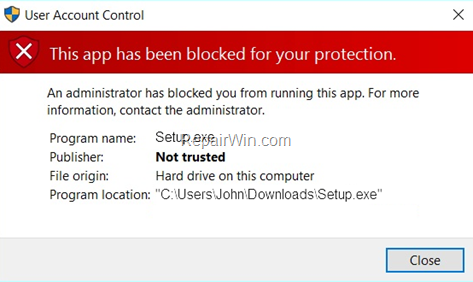 User Account Control
This app has been blocked for your protection.
An administrator has blocked you from running this app. For more
information, contact the administrator.
Program name: Setup.exe
RepairWin.com
Publisher: Not trusted
File origin: Hard drive on this computer
Program location: "C:\Users\John\Downloads\Setup.exe"
Close